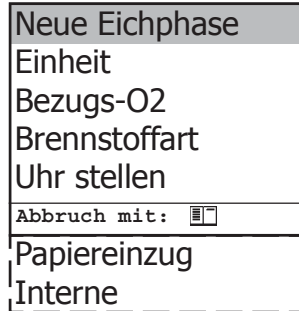 Neue Eichphase
Einheit
Bezugs-O2
Brennstoffart
Uhr stellen
Abbruch mit:
Papiereinzug
Interne